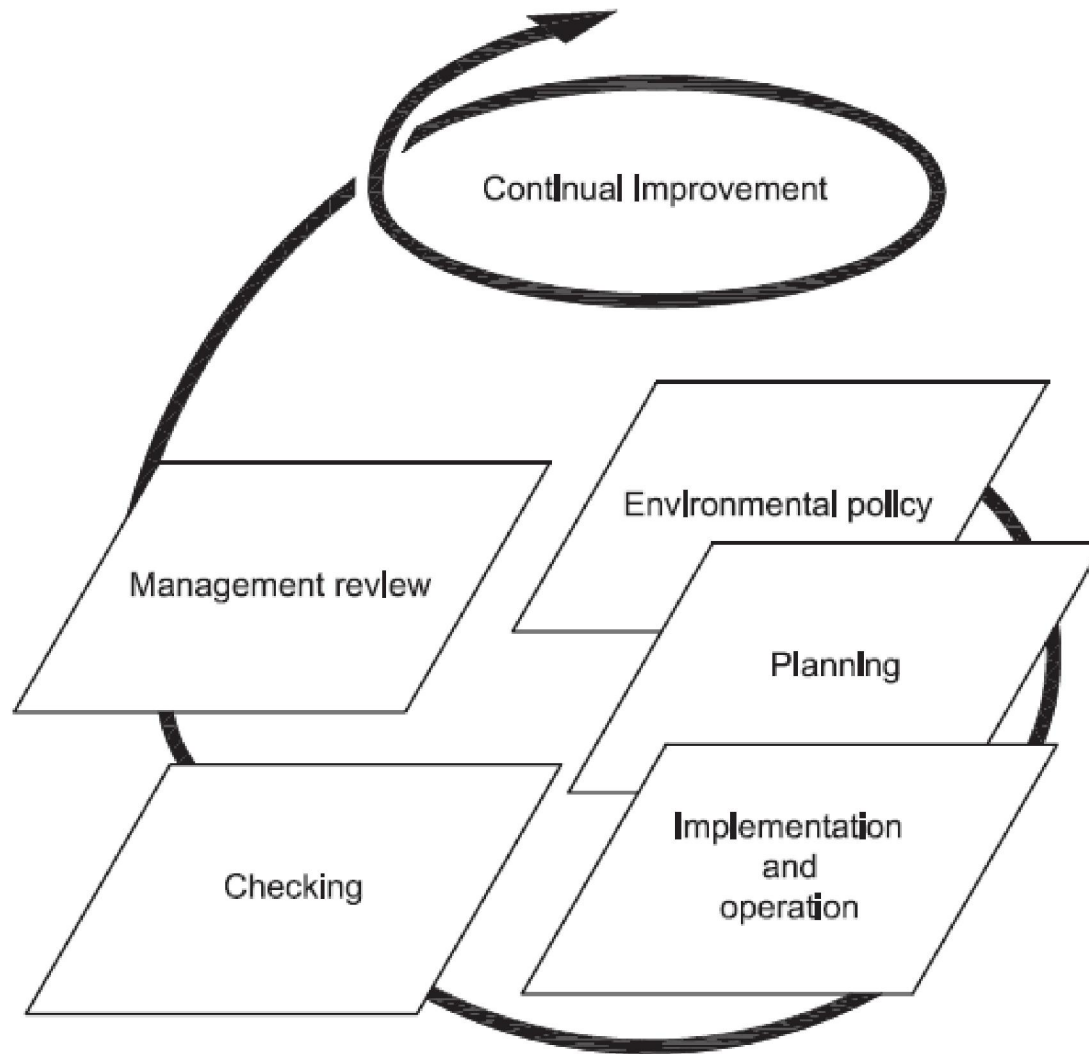 Continual Improvement
Environmental policy
Management review
Planning
Implementation
and
operation
Checking